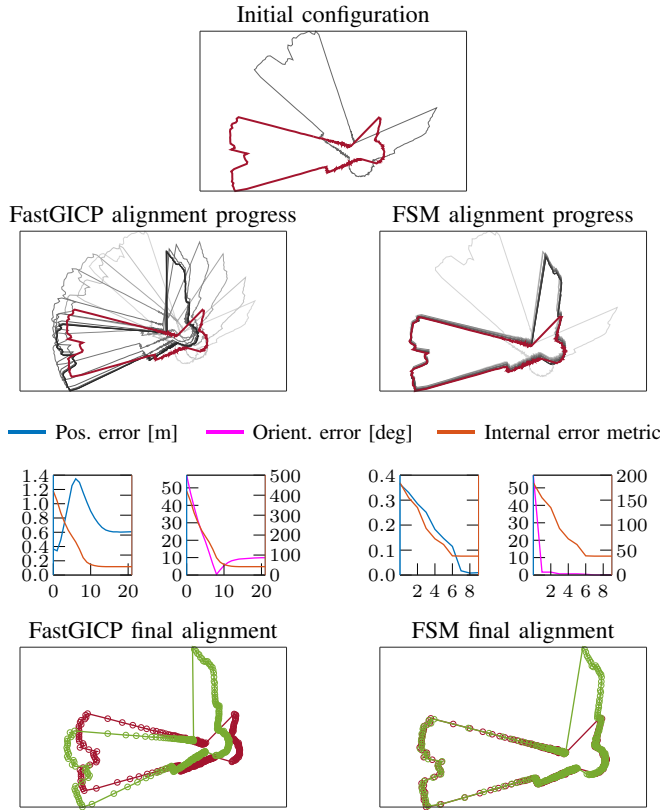 Initial configuration
FastGICP alignment progress
FSM alignment progress
Pos. error [m] Orient. error [deg] Internal error metric
1.4 1.2 1.0 0.8 0.6 0.4 0.2 0.0
0 10 20
50 40 30 20 10 0
500 400 300 200 100 0
0 10 20
0.4 0.3 0.2 0.1 0.0
2 4 6 8
50 40 30 20 10 0
200 150 100 50 0
2 4 6 8
FastGICP final alignment
FSM final alignment